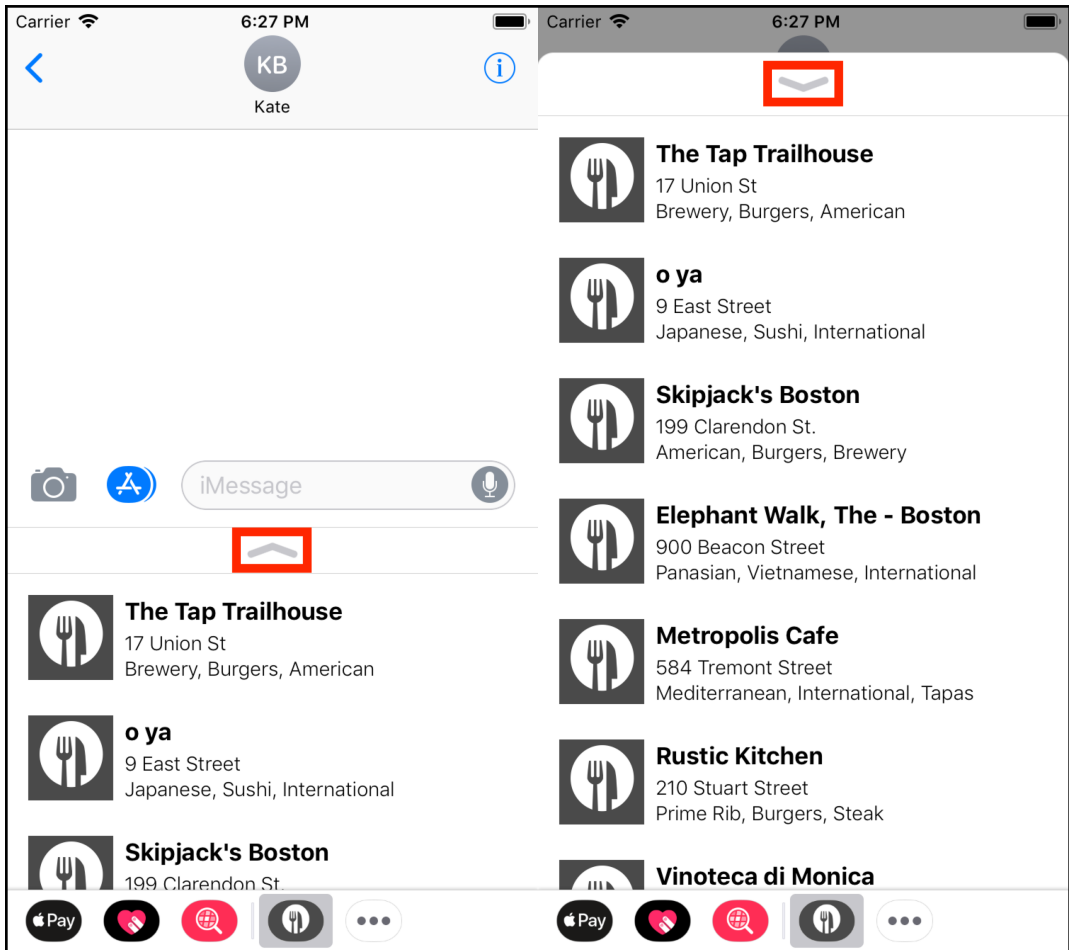 Carrier
6:27 PM
KB
Kate
iMessage
The Tap Trailhouse
17 Union St
Brewery, Burgers, American
o ya
9 East Street
Japanese, Sushi, International
Skipjack's Boston
199 Clarendon St.
Pay
Carrier
6:27 PM
The Tap Trailhouse
17 Union St
Brewery, Burgers, American
o ya
9 East Street
Japanese, Sushi, International
Skipjack's Boston
199 Clarendon St.
American, Burgers, Brewery
Elephant Walk, The - Boston
900 Beacon Street
Panasian, Vietnamese, International
Metropolis Cafe
584 Tremont Street
Mediterranean, International, Tapas
Rustic Kitchen
210 Stuart Street
Prime Rib, Burgers, Steak
Vinoteca di Monica
Pay